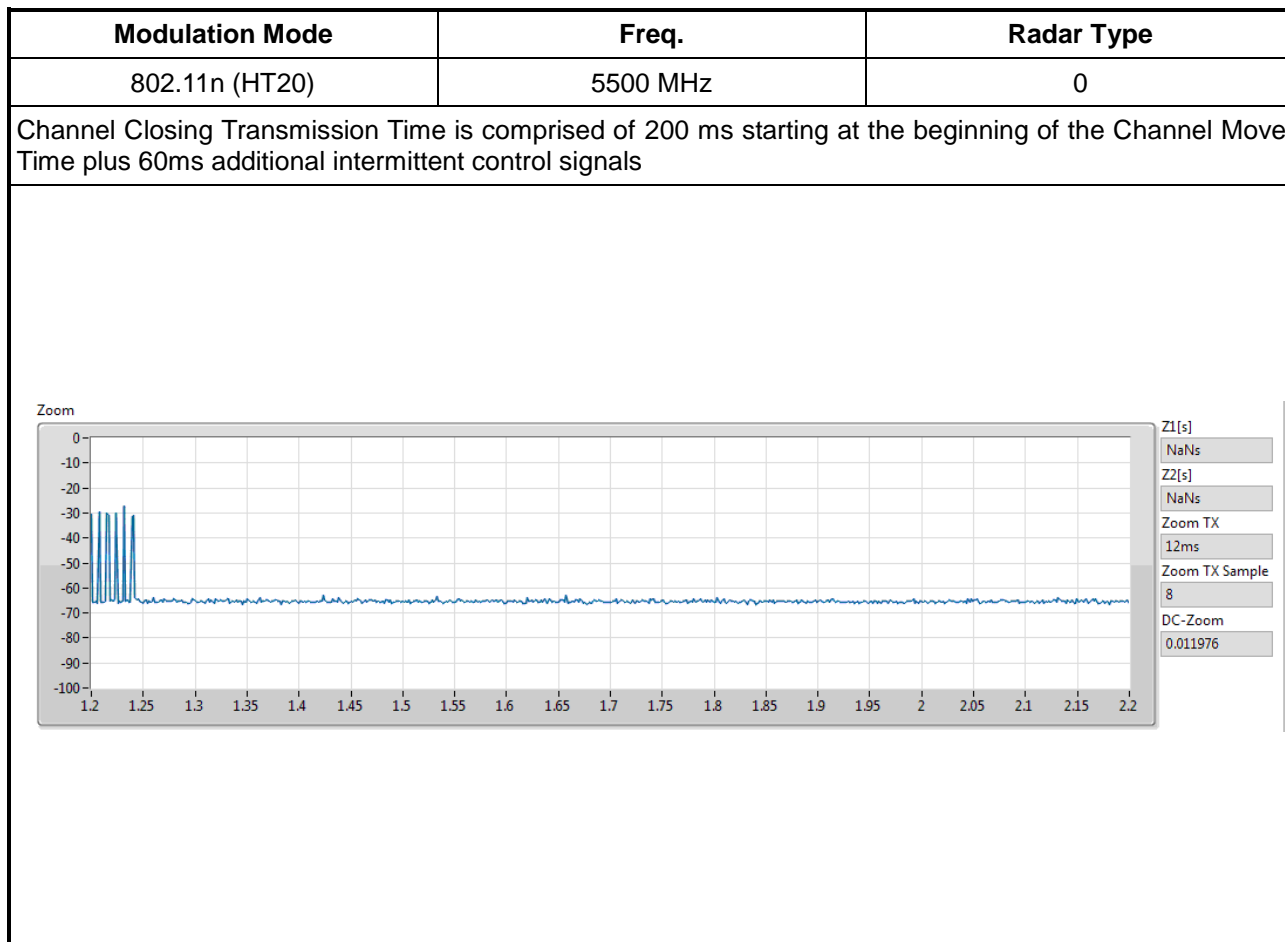 Modulation Mode Freq. Radar Type
802.11n (HT20) 5500 MHz 0
Channel Closing Transmission Time is comprised of 200 ms starting at the beginning of the Channel Move
Time plus 60ms additional intermittent control signals
Zoom
0
-10
-20
-30
-40
-50
-60
-70
-80
-90
-100
1.2 1.25 1.3 1.35 1.4 1.45 1.5 1.55 1.6 1.65 1.7 1.75 1.8 1.85 1.9 1.95 2 2.05 2.1 2.15 2.2
Z1[s]
NaNs
Z2[s]
NaNs
Zoom TX
12ms
Zoom TX Sample
8
DC-Zoom
0.011976